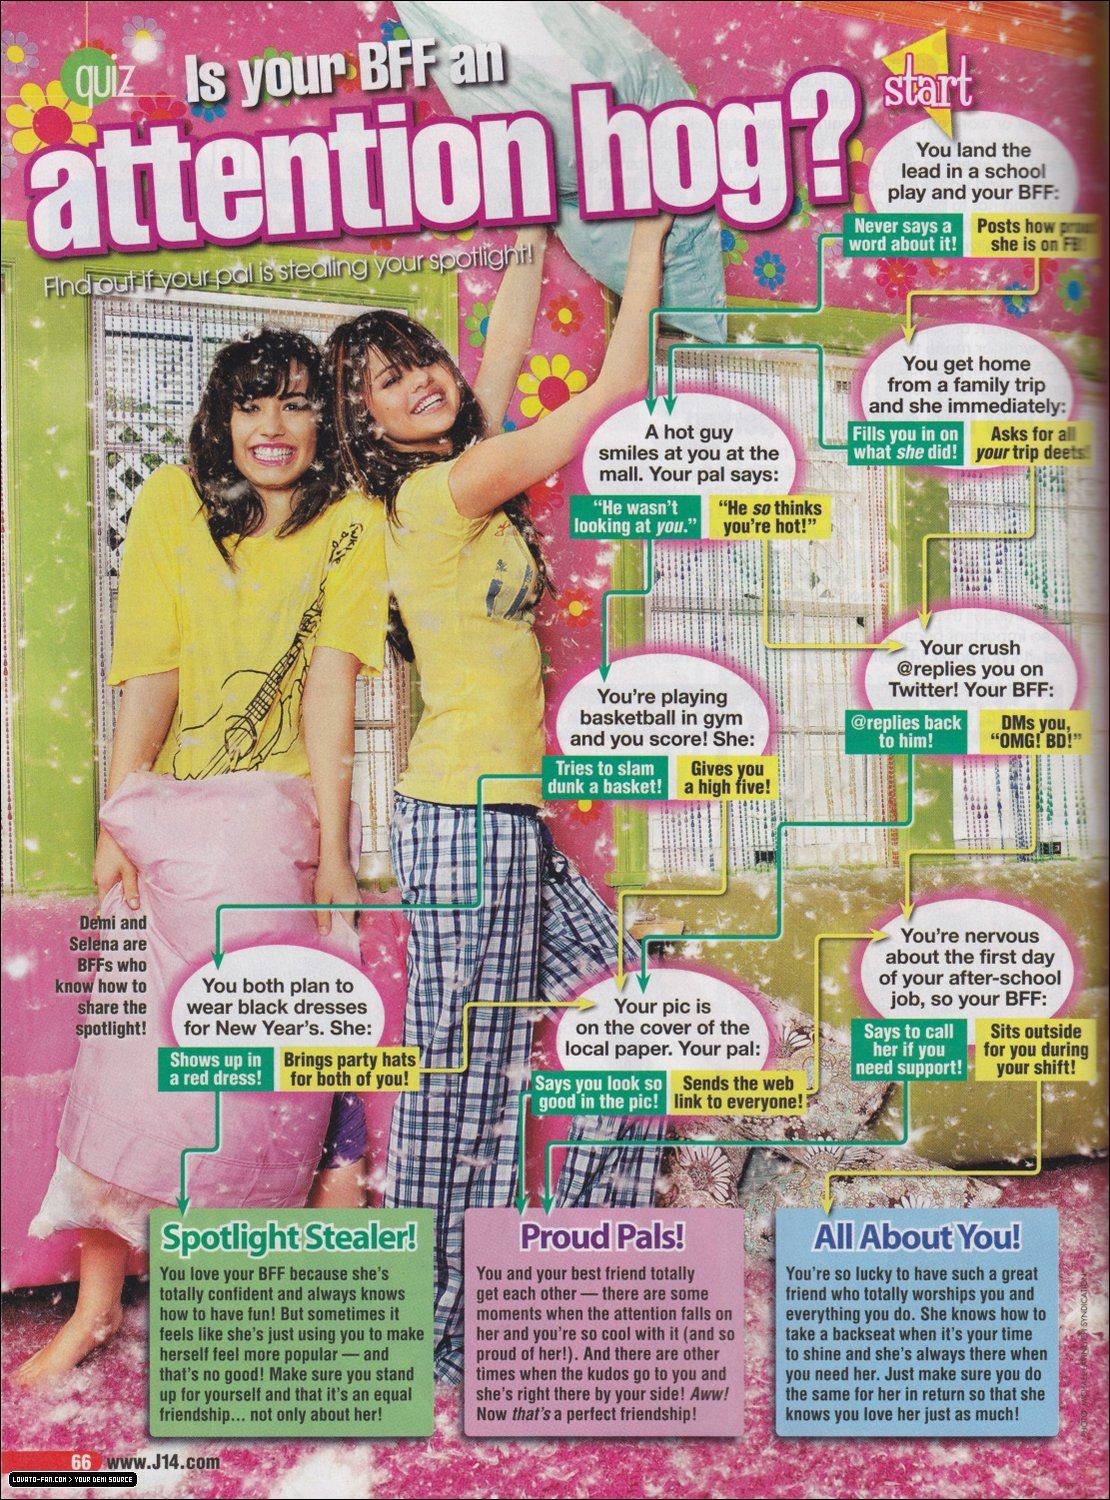 quiz
Is your BFF an
attention hog?
Find out if your pal is stealing your spotlight!
start
You land the
lead in a school
play and your BFF:
Never says a
word about it!
Posts how proud
she is on FB!
You get home
from a family trip
and she immediately:
Fills you in on
what she did!
Asks for all
your trip deets!
A hot guy
smiles at you at the
mall. Your pal says:
“He wasn’t
looking at you.”
“He so thinks
you’re hot!”
Your crush
@replies you on
Twitter! Your BFF:
@replies back
to him!
DMs you,
“OMG! BD!”
You’re playing
basketball in gym
and you score! She:
Tries to slam
dunk a basket!
Gives you
a high five!
You’re nervous
about the first day
of your after-school
job, so your BFF:
Says to call
her if you
need support!
Sits outside
for you during
your shift!
Demi and
Selena are
BFFs who
know how to
share the
spotlight!
You both plan to
wear black dresses
for New Year’s. She:
Shows up in
a red dress!
Brings party hats
for both of you!
Your pic is
on the cover of the
local paper. Your pal:
Says you look so
good in the pic!
Sends the web
link to everyone!
Spotlight Stealer!
You love your BFF because she’s
totally confident and always knows
how to have fun! But sometimes it
feels like she’s just using you to make
herself feel more popular — and
that’s no good! Make sure you stand
up for yourself and that it’s an equal
friendship... not only about her!
Proud Pals!
You and your best friend totally
get each other — there are some
moments when the attention falls on
her and you’re so cool with it (and so
proud of her!). And there are other
times when the kudos go to you and
she’s right there by your side! Aww!
Now that’s a perfect friendship!
All About You!
You’re so lucky to have such a great
friend who totally worships you and
everything you do. She knows how to
take a backseat when it’s your time
to shine and she’s always there when
you need her. Just make sure you do
the same for her in return so that she
knows you love her just as much!
66 www.J14.com
LOVATO-FAN.COM > YOUR DEMI SOURCE